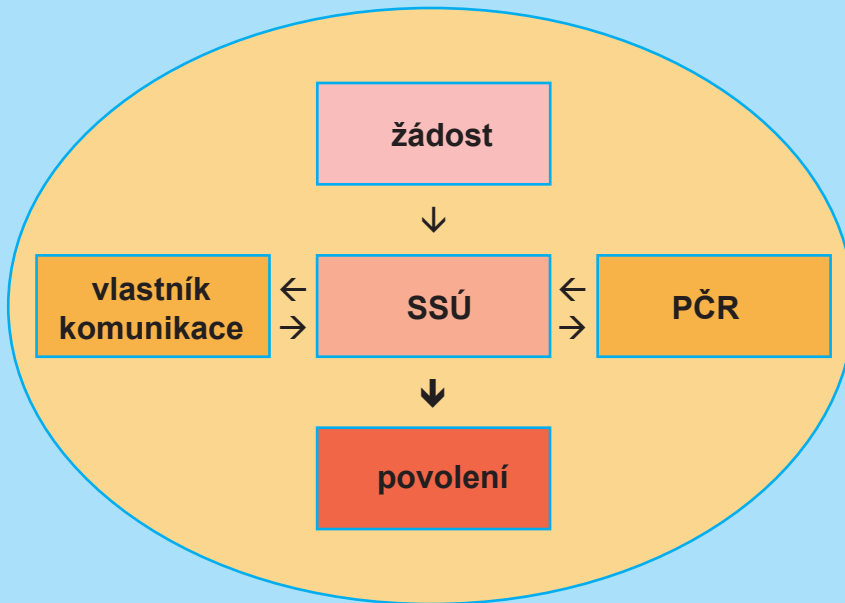 žádost
vlastník
komunikace
SSÚ
PČR
povolení